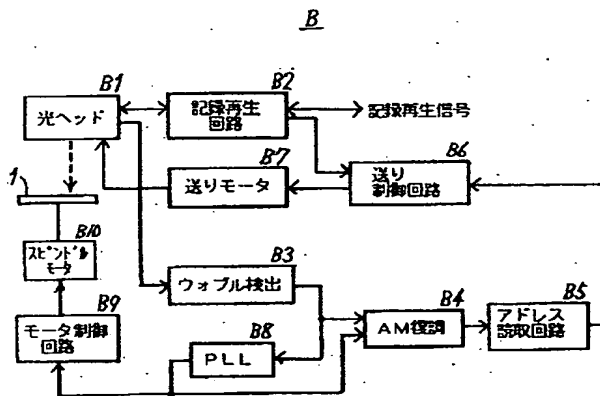 B
B1
光ヘッド
B2
記録再生
回路
記録再生信号
B7
送りモータ
B6
送り
制御回路
1
B10
スピンドル
モータ
B3
ウォブル検出
B9
モータ制御
回路
B8
PLL
B4
AM復調
B5
アドレス
読取回路